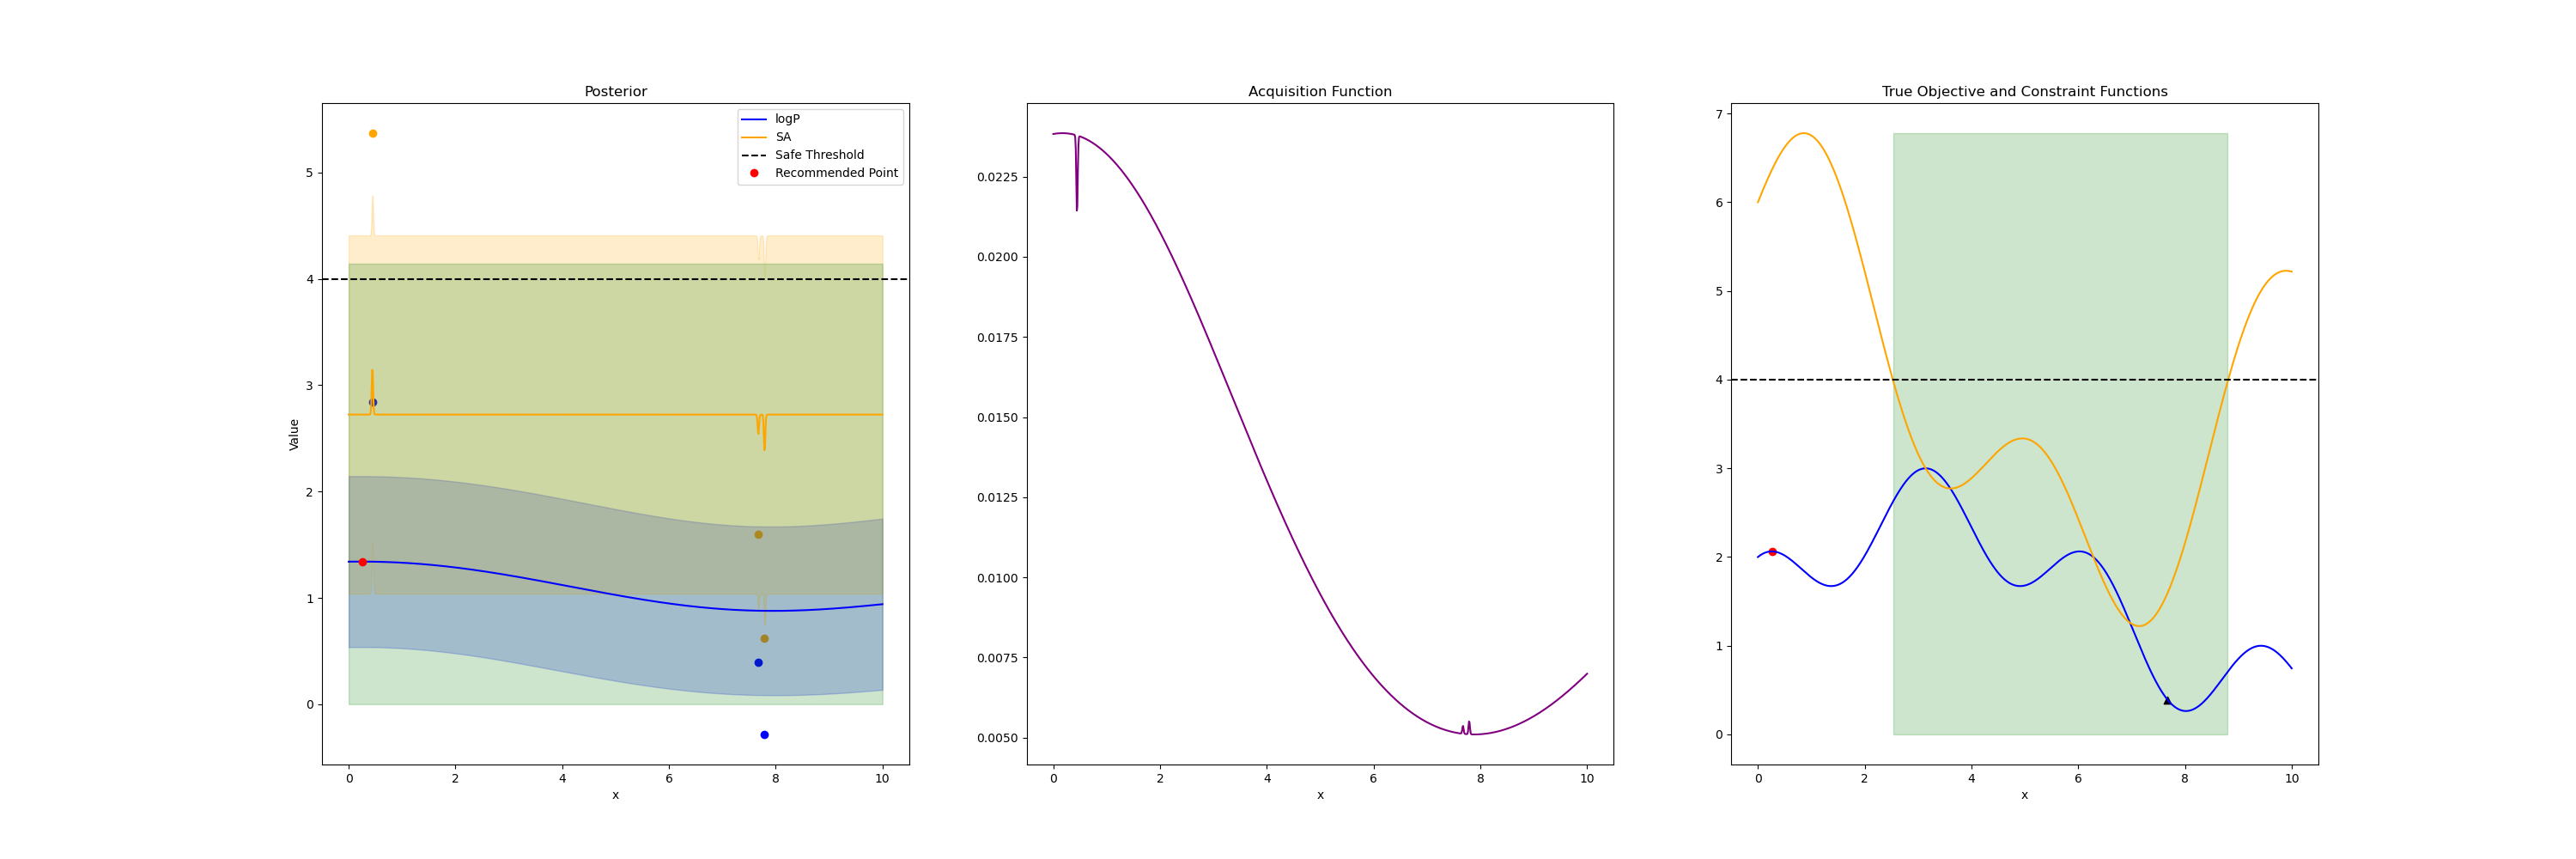 Posterior
Acquisition Function
True Objective and Constraint Functions
logP
SA
Safe Threshold
Recommended Point
Value
5
4
3
2
1
0
0 2 4 6 8 10
x
0.0225
0.0200
0.0175
0.0150
0.0125
0.0100
0.0075
0.0050
0 2 4 6 8 10
x
7
6
5
4
3
2
1
0
0 2 4 6 8 10
x